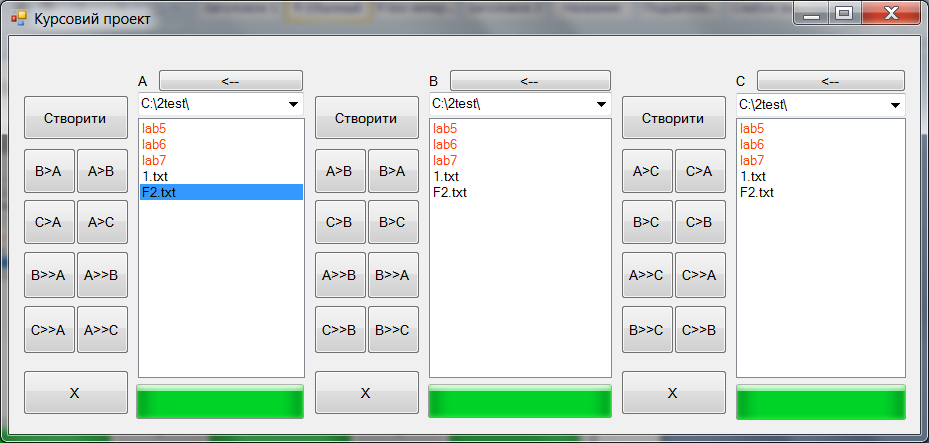 Курсовий проект
A <-- B <-- C <--
Створити C:\2test\ Створити C:\2test\ Створити C:\2test\
lab5 lab5 lab5
lab6 lab6 lab6
B>A A>B lab7 A>B B>A lab7 A>C C>A lab7
1.txt 1.txt 1.txt
F2.txt F2.txt F2.txt
C>A A>C C>B B>C B>C C>B
B>>A A>>B A>>B B>>A A>>C C>>A
C>>A A>>C C>>B B>>C B>>C C>>B
X X X